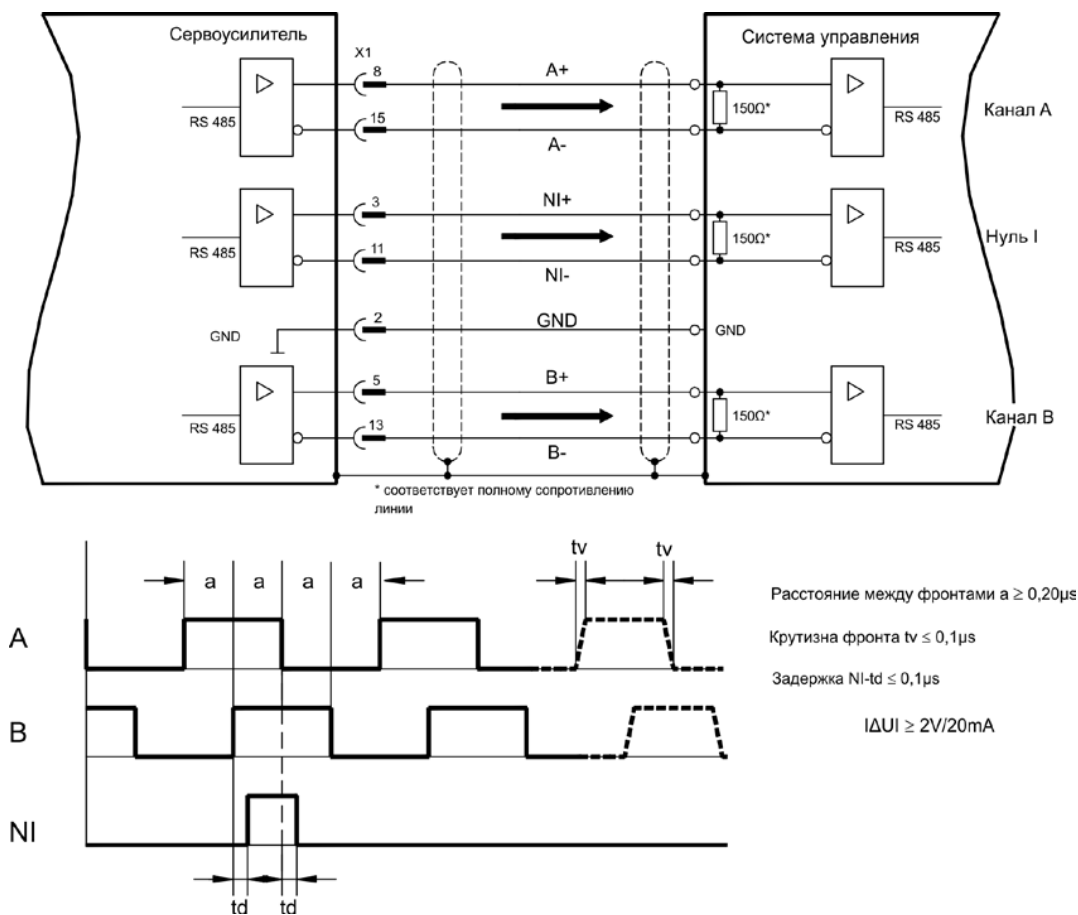 Сервоусилитель
Система управления
X1
8
A+
RS 485
150Ω*
RS 485
Канал A
15
A-
3
NI+
RS 485
150Ω*
RS 485
Нуль I
11
NI-
GND
2
GND
GND
5
B+
RS 485
150Ω*
RS 485
Канал B
13
B-
* соответствует полному сопротивлению
линии
tv
tv
a
a
a
a
A
B
NI
td
td
Расстояние между фронтами a ≥ 0,20µs
Крутизна фронта tv ≤ 0,1µs
Задержка NI-td ≤ 0,1µs
IΔUI ≥ 2V/20mA